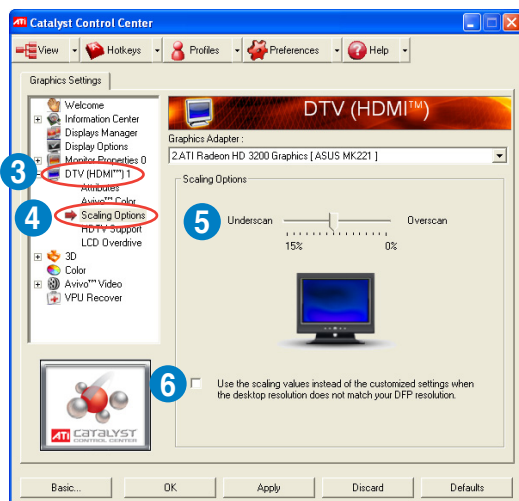 ATI Catalyst Control Center
View Hotkeys Profiles Preferences Help
Graphics Settings
Welcome
Information Center
Displays Manager
Display Options
Monitor Properties 0
3
DTV (HDMI™) 1
Attributes
Avivo™ Color
4
Scaling Options
HDTV Support
LCD Overdrive
3D
Color
Avivo™ Video
VPU Recover
ATI CATALYST
CONTROL CENTER
DTV (HDMI™)
Graphics Adapter :
2.ATI Radeon HD 3200 Graphics [ ASUS MK221 ]
Scaling Options
5
Underscan Overscan
15% 0%
6
Use the scaling values instead of the customized settings when
the desktop resolution does not match your DFP resolution.
Basic... OK Apply Discard Defaults